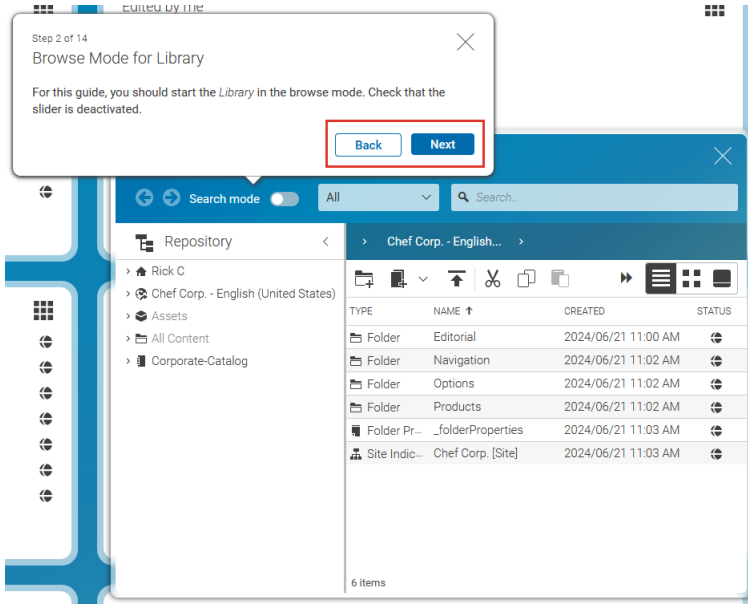 Edited by me
Step 2 of 14
Browse Mode for Library
For this guide, you should start the Library in the browse mode. Check that the
slider is deactivated.
Back Next
Search mode All Search...
Repository
Rick C
Chef Corp. - English (United States)
Assets
All Content
Corporate-Catalog
Chef Corp. - English...
TYPE NAME CREATED STATUS
Folder Editorial 2024/06/21 11:00 AM
Folder Navigation 2024/06/21 11:02 AM
Folder Options 2024/06/21 11:02 AM
Folder Products 2024/06/21 11:02 AM
Folder Pr... _folderProperties 2024/06/21 11:03 AM
Site Indic... Chef Corp. [Site] 2024/06/21 11:03 AM
6 items